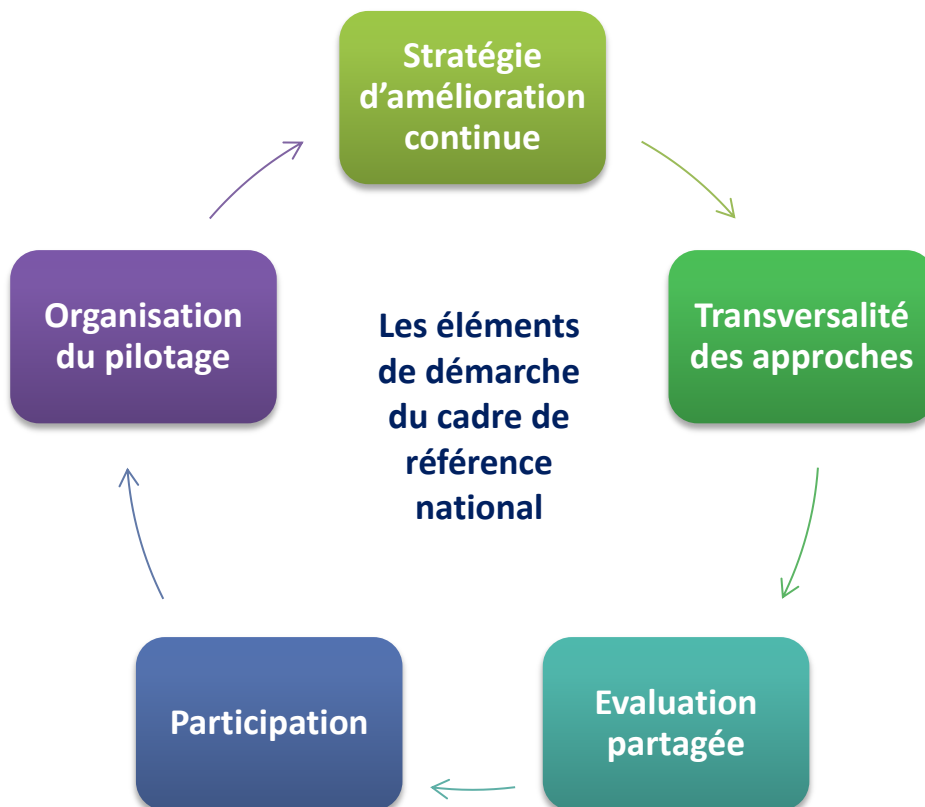 Stratégie
d’amélioration
continue
Transversalité
des approches
Evaluation
partagée
Participation
Organisation
du pilotage
Les éléments
de démarche
du cadre de
référence
national